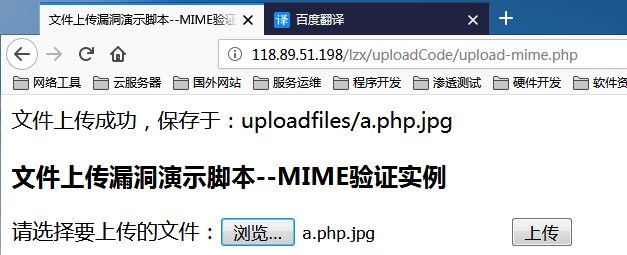 文件上传漏洞演示脚本--MIME验证
百度翻译
118.89.51.198/lzx/uploadCode/upload-mime.php
网络工具 云服务器 国外网站 服务运维 程序开发 渗透测试 硬件开发 软件资
文件上传成功，保存于：uploadfiles/a.php.jpg
文件上传漏洞演示脚本--MIME验证实例
请选择要上传的文件： 浏览... a.php.jpg 上传